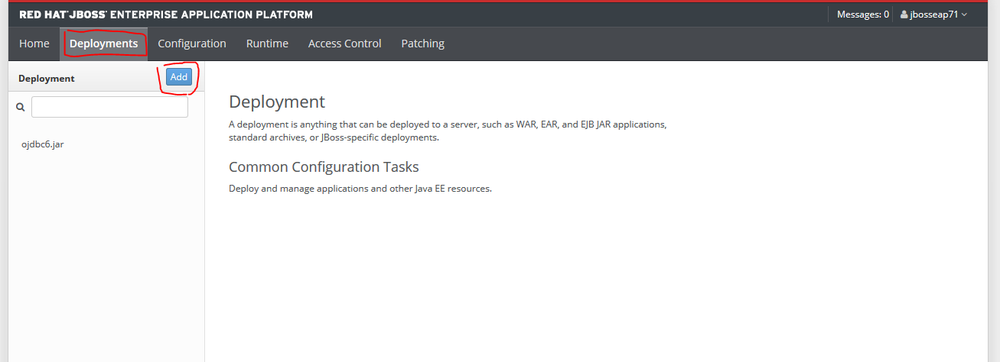 RED HAT® JBOSS® ENTERPRISE APPLICATION PLATFORM
Messages: 0 jbosseap71
Home Deployments Configuration Runtime Access Control Patching
Deployment Add
ojdbc6.jar
Deployment
A deployment is anything that can be deployed to a server, such as WAR, EAR, and EJB JAR applications,
standard archives, or JBoss-specific deployments.
Common Configuration Tasks
Deploy and manage applications and other Java EE resources.